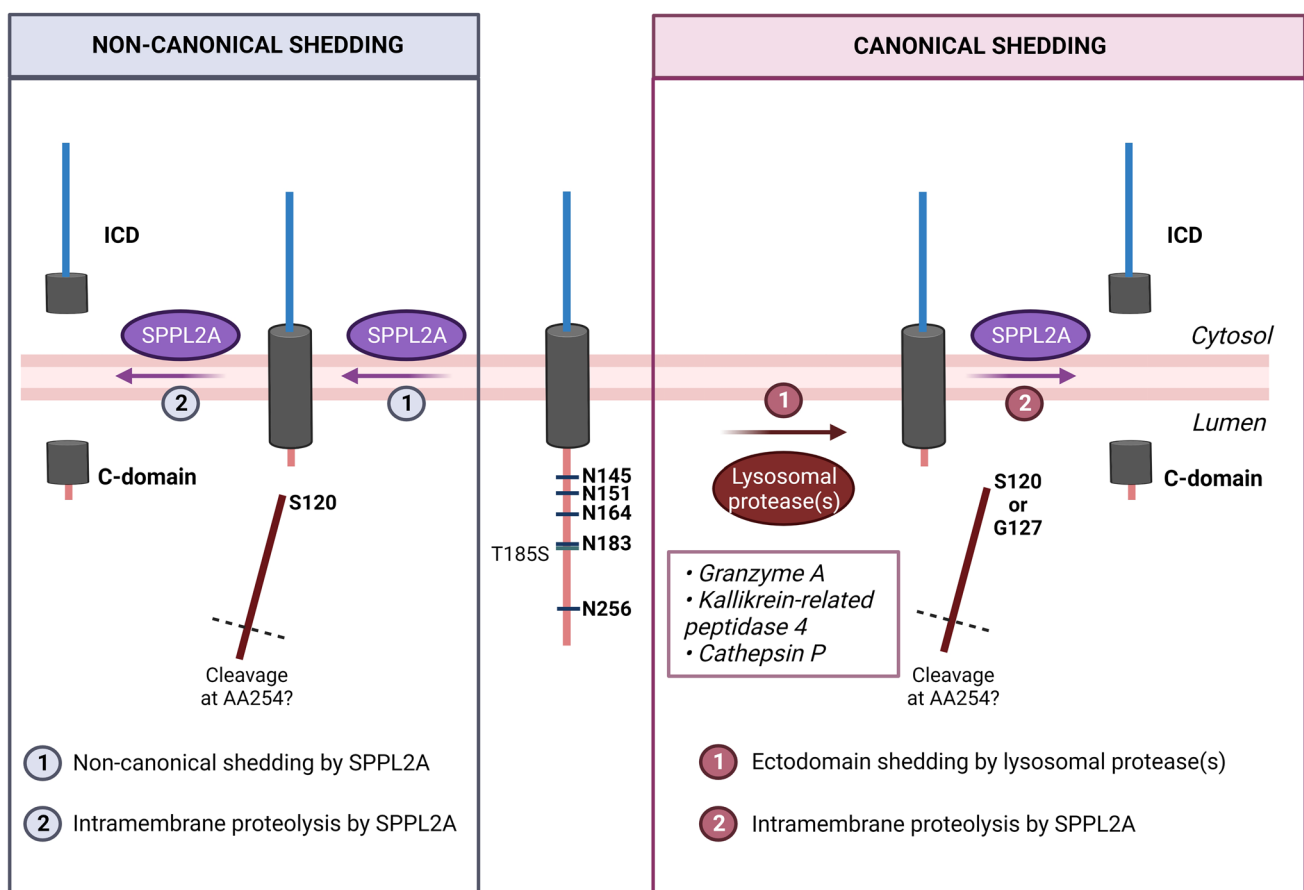 NON-CANONICAL SHEDDING
ICD
SPPL2A
2
SPPL2A
1
C-domain
S120
Cleavage
at AA254?
1 Non-canonical shedding by SPPL2A
2 Intramembrane proteolysis by SPPL2A
N145
N151
N164
N183
T185S
N256
CANONICAL SHEDDING
ICD
SPPL2A
Cytosol
1
2
Lumen
Lysosomal
protease(s)
C-domain
S120
or
G127
• Granzyme A
• Kallikrein-related
peptidase 4
• Cathepsin P
Cleavage
at AA254?
1 Ectodomain shedding by lysosomal protease(s)
2 Intramembrane proteolysis by SPPL2A